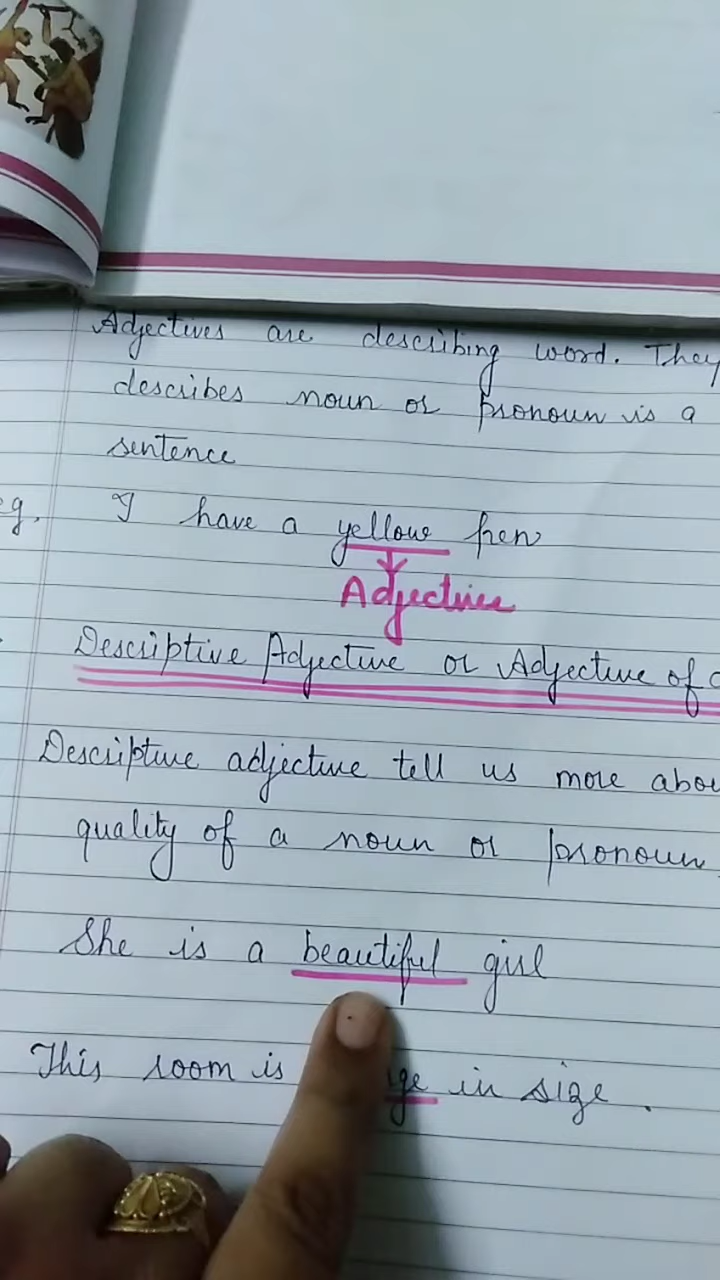 Adjectives are describing word. They
describes noun or pronoun is a
sentence
eg. I have a yellow pen
Adjective
Descriptive Adjective or Adjective of
Descriptive adjective tell us more
quality of a noun or pronoun.
She is a beautiful girl
This room is in size.